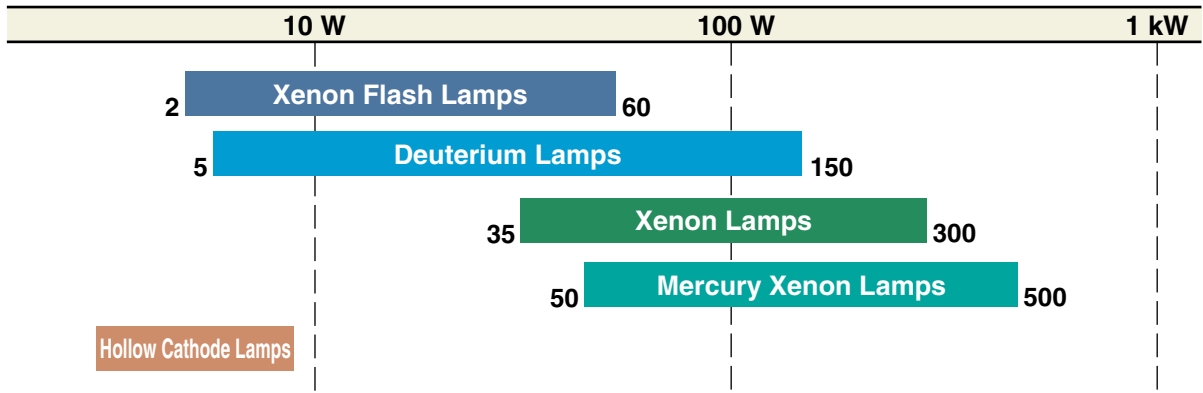 10 W 100 W 1 kW
2 Xenon Flash Lamps 60
5 Deuterium Lamps 150
35 Xenon Lamps 300
50 Mercury Xenon Lamps 500
Hollow Cathode Lamps